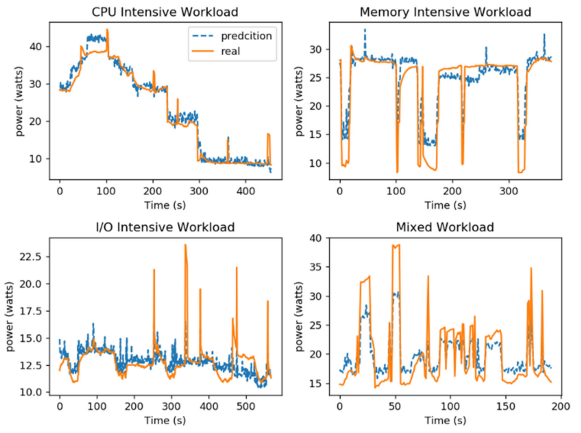 CPU Intensive Workload
power (watts)
40
30
20
10
predcition
real
0
100
200
300
400
Time (s)
Memory Intensive Workload
power (watts)
30
25
20
15
10
0
100
200
300
Time (s)
I/O Intensive Workload
power (watts)
22.5
20.0
17.5
15.0
12.5
10.0
0
100
200
300
400
500
Time (s)
Mixed Workload
power (watts)
40
35
30
25
20
15
0
50
100
150
200
Time (s)